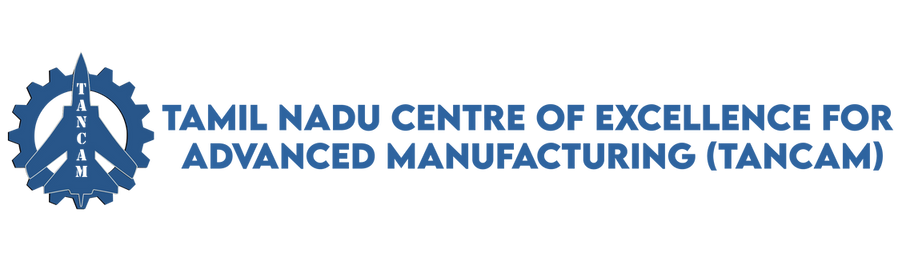 TANCAM
TAMIL NADU CENTRE OF EXCELLENCE FOR
ADVANCED MANUFACTURING (TANCAM)